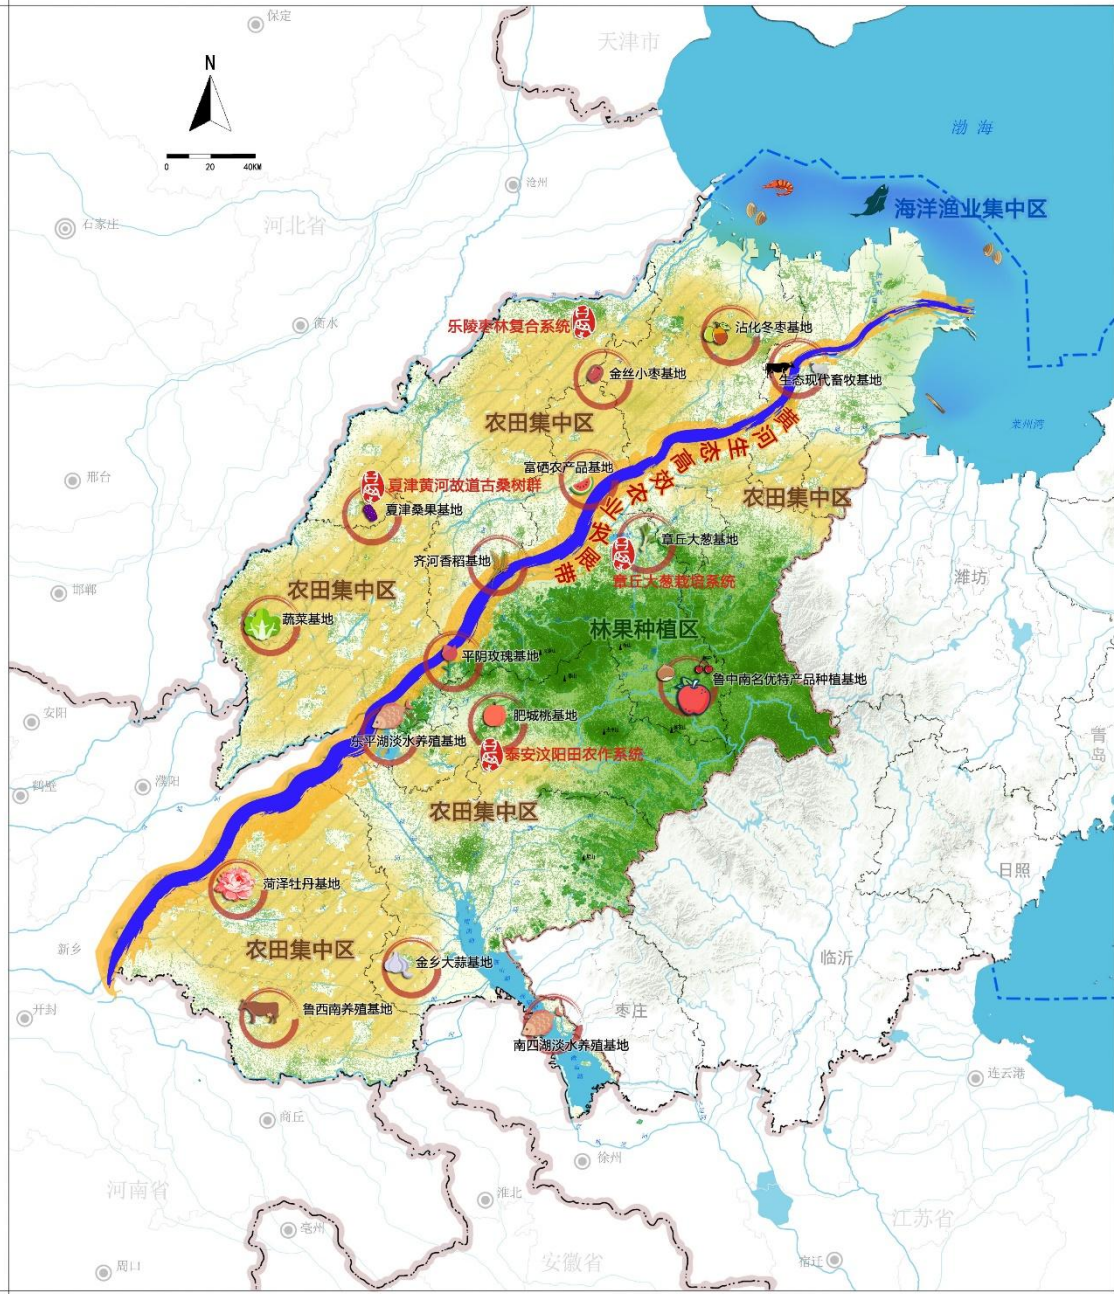 保定
天津市
N
0 20 40KM
渤海
沧州
海洋渔业集中区
石家庄
河北省
衡水
乐陵枣林复合系统
沾化冬枣基地
金丝小枣基地
生态现代畜牧基地
农田集中区
莱州湾
黄河生态高效农业发展带
富硒农产品基地
邢台
夏津黄河故道古桑树群
农田集中区
夏津桑果基地
章丘大葱基地
齐河香稻基地
章丘大葱栽培系统
潍坊
邯郸
农田集中区
蔬菜基地
林果种植区
平阴玫瑰基地
鲁中南名优特产品种植基地
安阳
肥城桃基地
东平湖淡水养殖基地
泰安汶阳田农作系统
青岛
鹤壁
濮阳
农田集中区
菏泽牡丹基地
日照
新乡
农田集中区
金乡大蒜基地
临沂
开封
鲁西南养殖基地
枣庄
南四湖淡水养殖基地
连云港
商丘
徐州
河南省
淮北
江苏省
亳州
安徽省
宿迁
周口